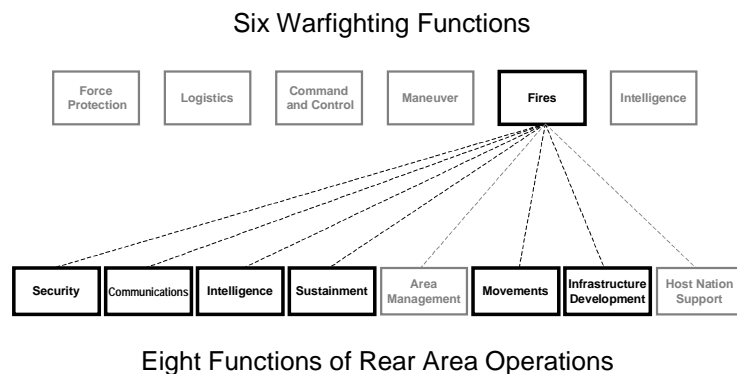 Six Warfighting Functions
Force
Protection
Logistics
Command
and Control
Maneuver
Fires
Intelligence
Security
Communications
Intelligence
Sustainment
Area
Management
Movements
Infrastructure
Development
Host Nation
Support
Eight Functions of Rear Area Operations